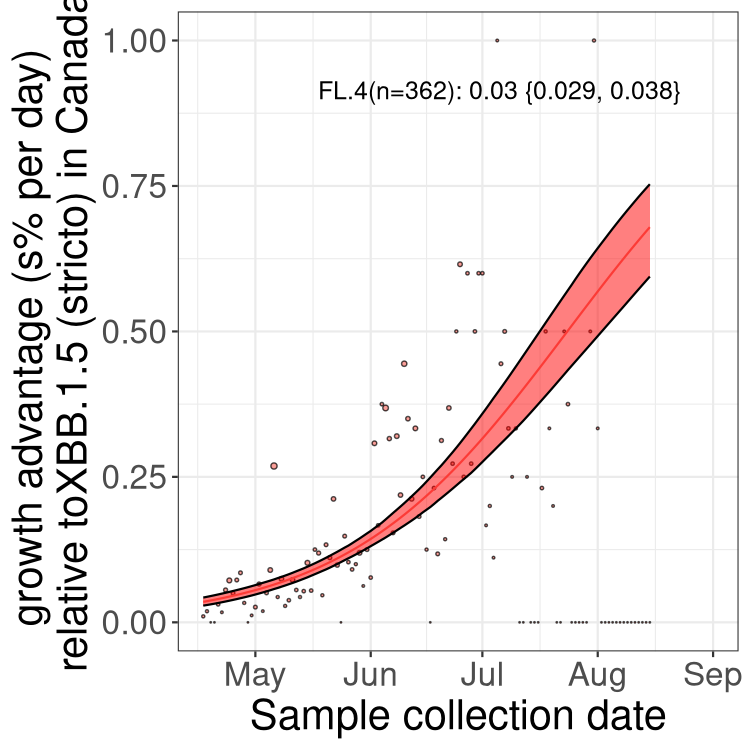 growth advantage (s% per day)
relative toXBB.1.5 (stricto) in Canada
1.00
0.75
0.50
0.25
0.00
FL.4(n=362): 0.03 {0.029, 0.038}
May Jun Jul Aug Sep
Sample collection date